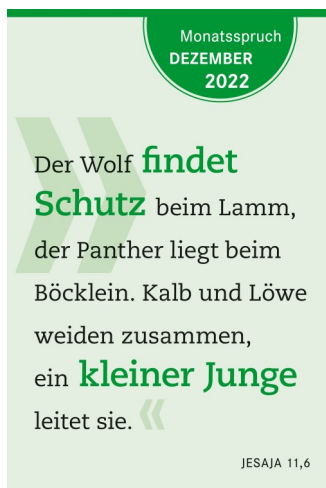 Monatsspruch
DEZEMBER
2022
Der Wolf findet
Schutz beim Lamm,
der Panther liegt beim
Böcklein. Kalb und Löwe
weiden zusammen,
ein kleiner Junge
leitet sie. «
JESAJA 11,6